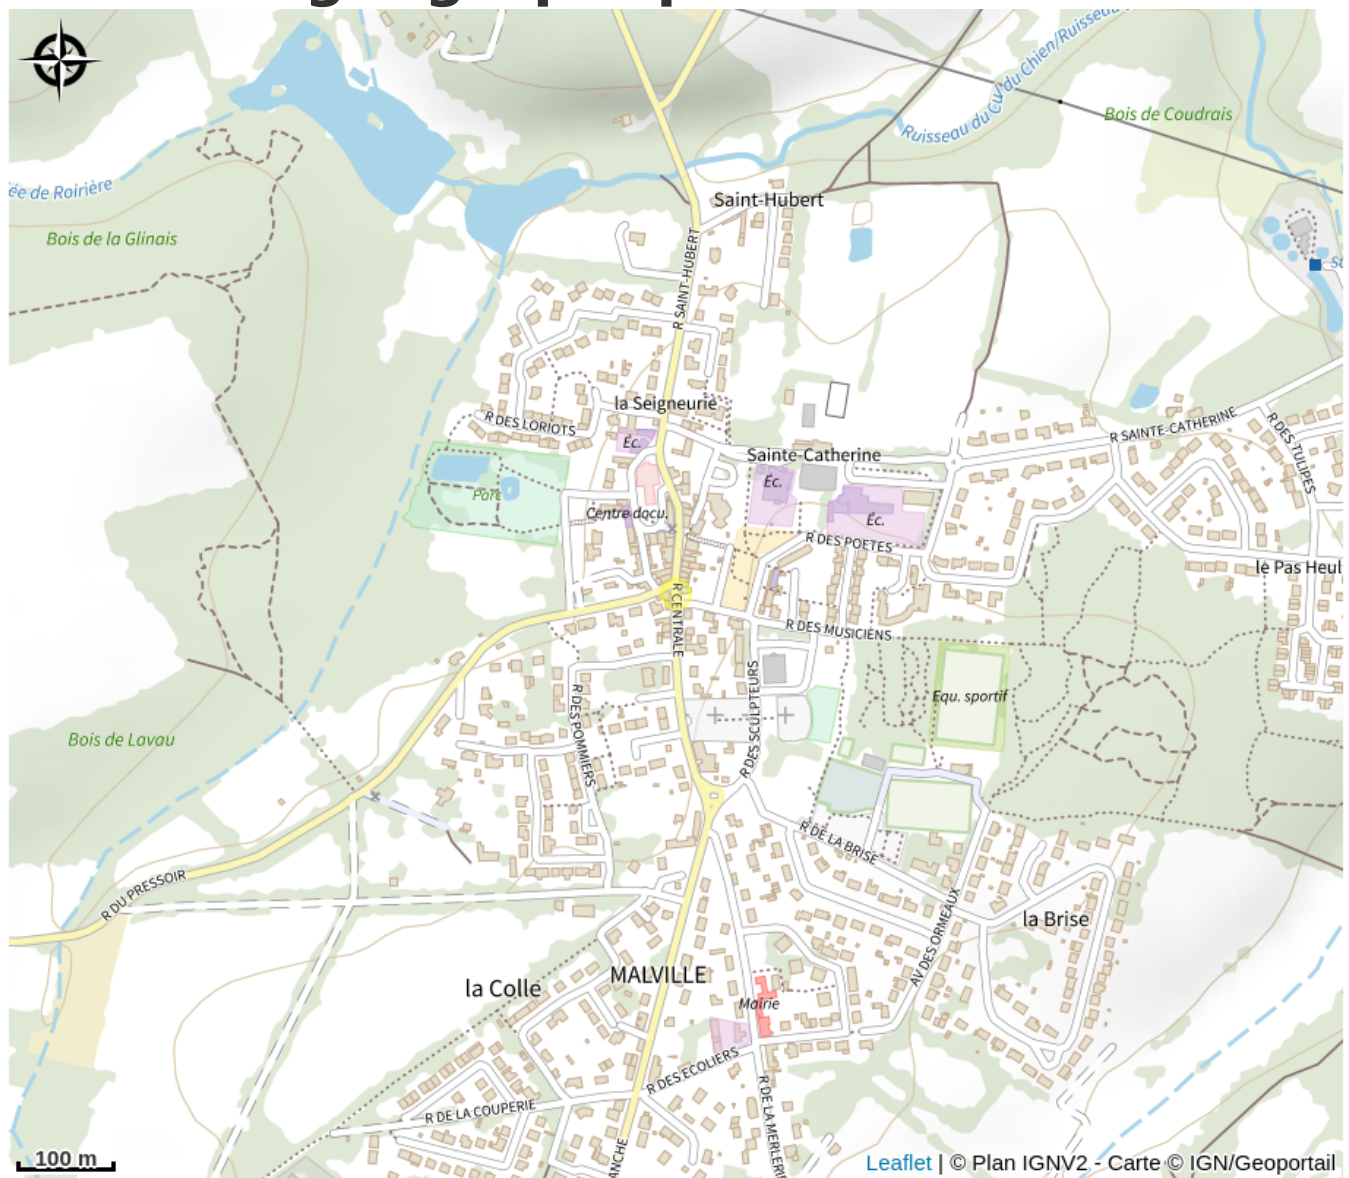 Ruisseau du Cul du Chien/Ruisseau
Bois de Coudrais
ée de Roirière
Saint-Hubert
Bois de la Glinais
R SAINT-HUBERT
la Seigneurie
R DES LORIOTS
R SAINTE-CATHERINE
R DES TULIPES
Éc.
Sainte-Catherine
Éc.
Parc
Centre docu.
Éc.
R DES POETES
le Pas Heul
R CENTRALE
R DES MUSICIENS
R DES SCULPTEURS
Equ. sportif
R DES POMMIERS
Bois de Lavau
R DE LA BRISE
R DU PRESSOIR
la Brise
AV DES ORMEAUX
MALVILLE
la Colle
Mairie
R DES ECOLIERS
R DE LA COUPERIE
R DE LA MERLERI
ANCHE
100 m
Leaflet | © Plan IGNV2 - Carte © IGN/Geoportail